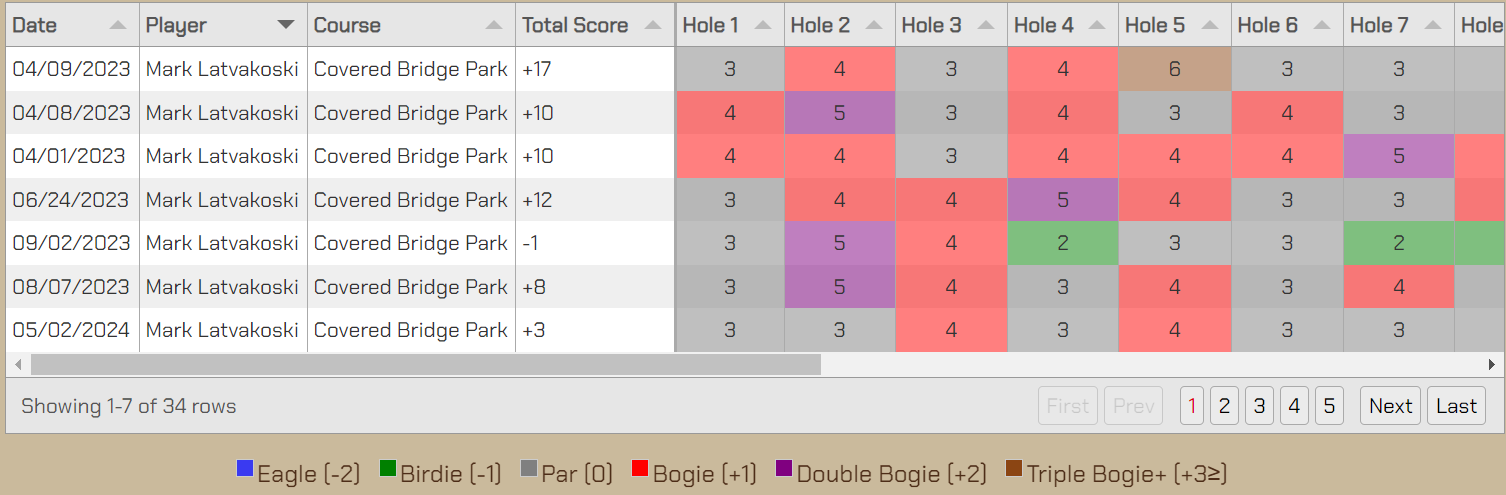 Date Player Course Total Score Hole 1 Hole 2 Hole 3 Hole 4 Hole 5 Hole 6 Hole 7 Hole
04/09/2023 Mark Latvakoski Covered Bridge Park +17 3 4 3 4 6 3 3
04/08/2023 Mark Latvakoski Covered Bridge Park +10 4 5 3 4 3 4 3
04/01/2023 Mark Latvakoski Covered Bridge Park +10 4 4 3 4 4 4 5
06/24/2023 Mark Latvakoski Covered Bridge Park +12 3 4 4 5 4 3 3
09/02/2023 Mark Latvakoski Covered Bridge Park -1 3 5 4 2 3 3 2
08/07/2023 Mark Latvakoski Covered Bridge Park +8 3 5 4 3 4 3 4
05/02/2024 Mark Latvakoski Covered Bridge Park +3 3 3 4 3 4 3 3
Showing 1-7 of 34 rows First Prev 1 2 3 4 5 Next Last
Eagle (-2) Birdie (-1) Par (0) Bogie (+1) Double Bogie (+2) Triple Bogie+ (+3≥)